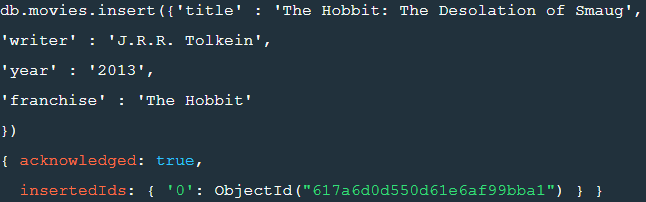 db.movies.insert({'title' : 'The Hobbit: The Desolation of Smaug',
'writer' : 'J.R.R. Tolkein',
'year' : '2013',
'franchise' : 'The Hobbit'
})
{ acknowledged: true,
  insertedIds: { '0': ObjectId("617a6d0d550d61e6af99bba1") } }